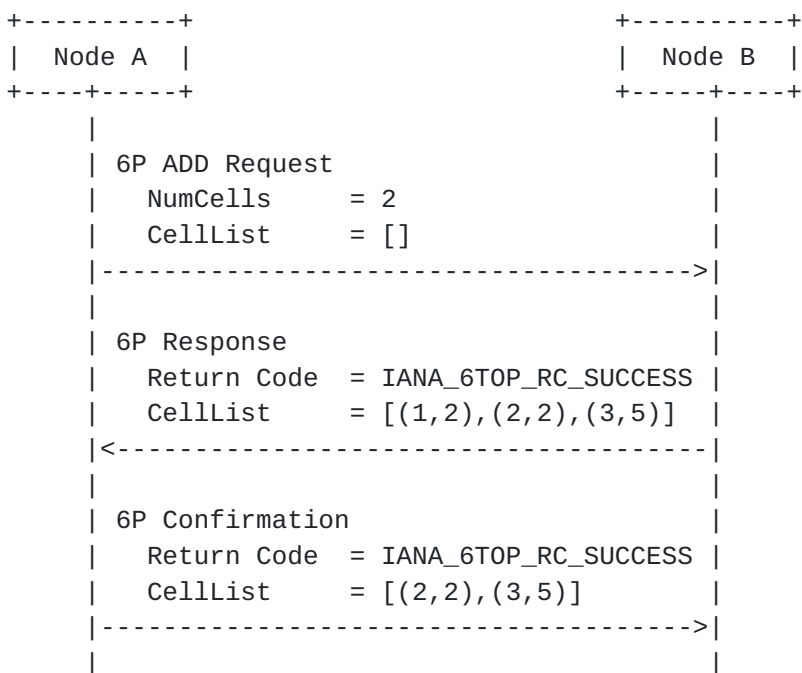 +----------+                           +----------+
|  Node A  |                           |  Node B  |
+----+-----+                           +-----+----+
     |                                       |
     | 6P ADD Request                        |
     |   NumCells     = 2                    |
     |   CellList     = []                   |
     |-------------------------------------->|
     |                                       |
     | 6P Response                           |
     |   Return Code  = IANA_6TOP_RC_SUCCESS |
     |   CellList     = [(1,2),(2,2),(3,5)]  |
     |<--------------------------------------|
     |                                       |
     | 6P Confirmation                       |
     |   Return Code  = IANA_6TOP_RC_SUCCESS |
     |   CellList     = [(2,2),(3,5)]        |
     |-------------------------------------->|
     |                                       |